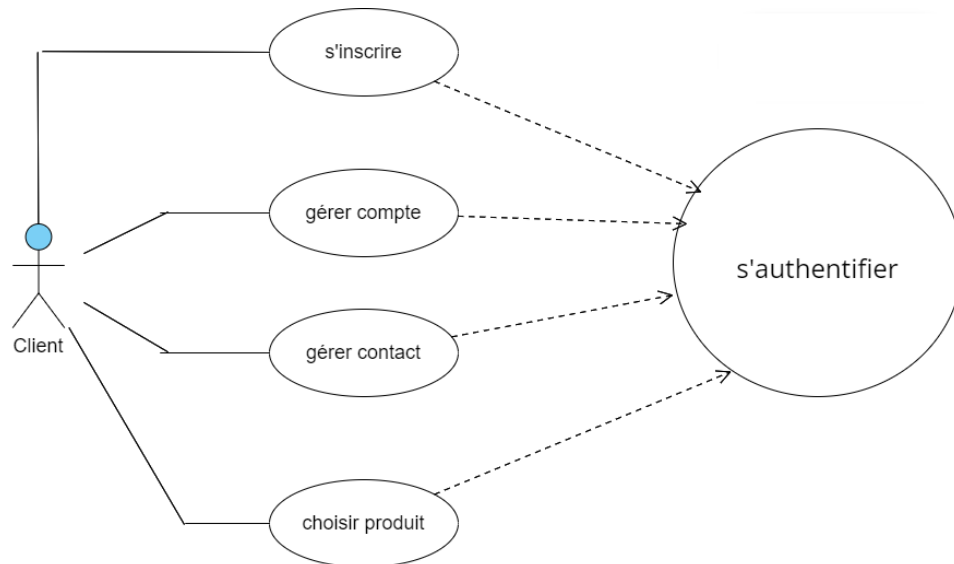 s'inscrire
gérer compte
s'authentifier
Client
gérer contact
choisir produit